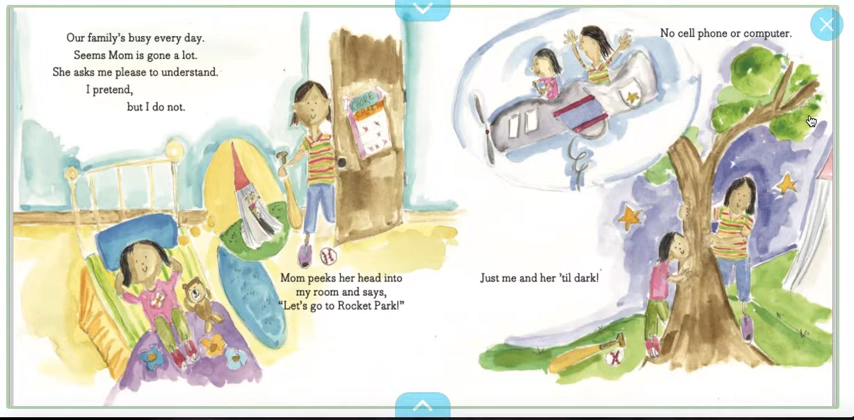 Our family's busy every day.
Seems Mom is gone a lot.
She asks me please to understand.
I pretend,
but I do not.
CHORE
Mom peeks her head into
my room and says,
"Let's go to Rocket Park!"
No cell phone or computer.
Just me and her 'til dark!